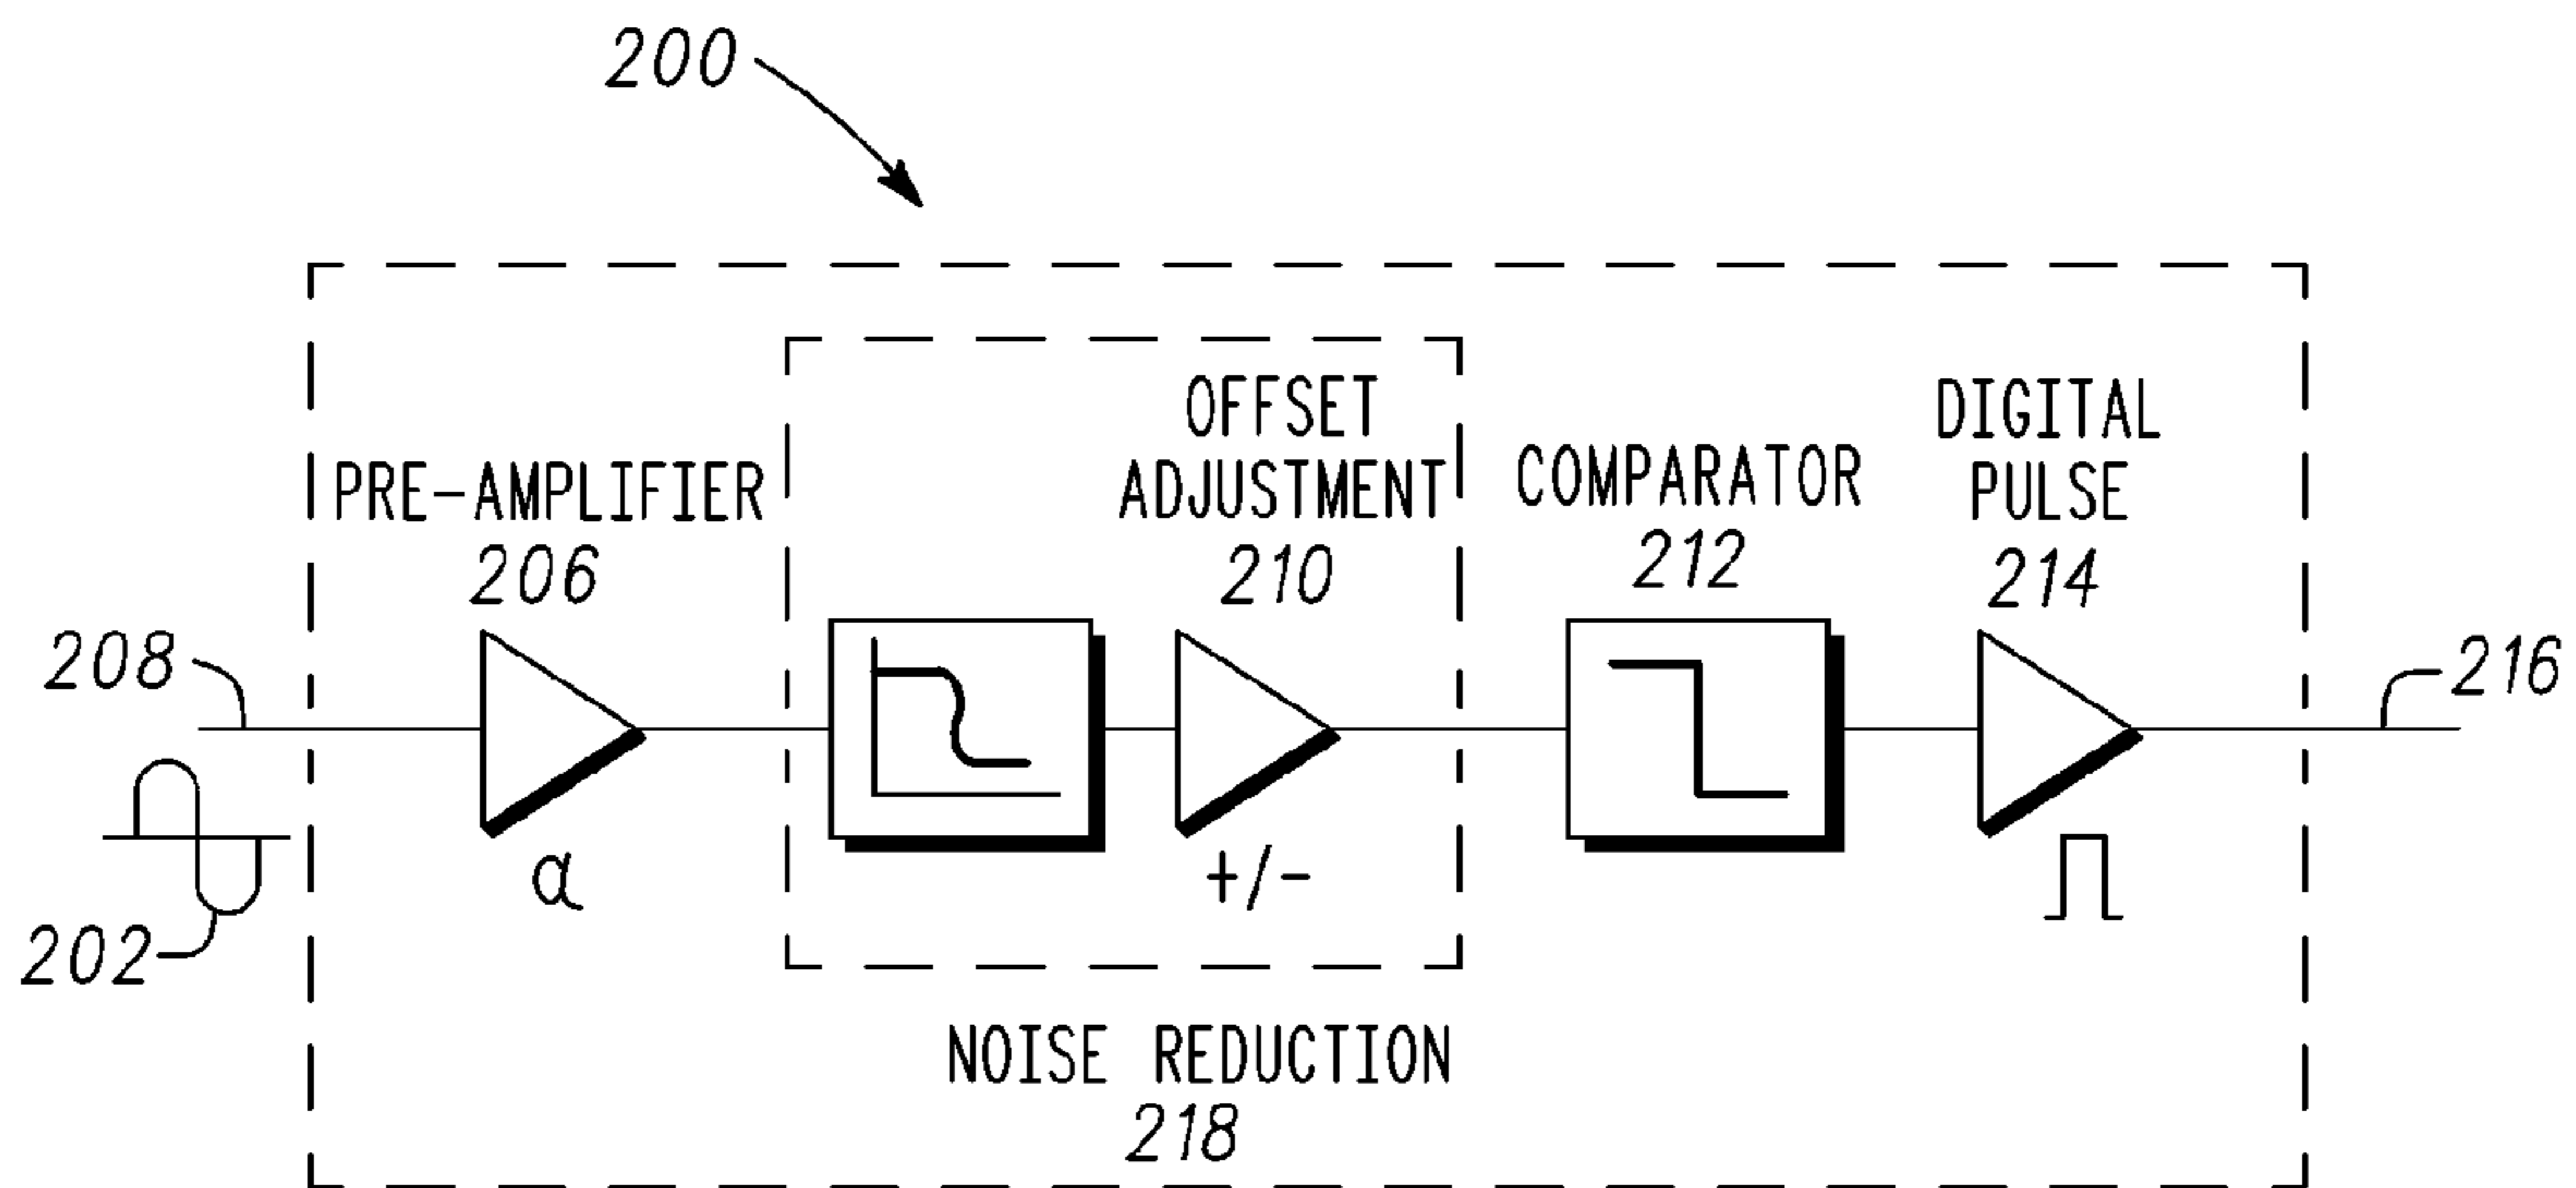 200
OFFSET
ADJUSTMENT
210
DIGITAL
PULSE
214
COMPARATOR
212
PRE-AMPLIFIER
206
208
216
202
α
+/-
NOISE REDUCTION
218